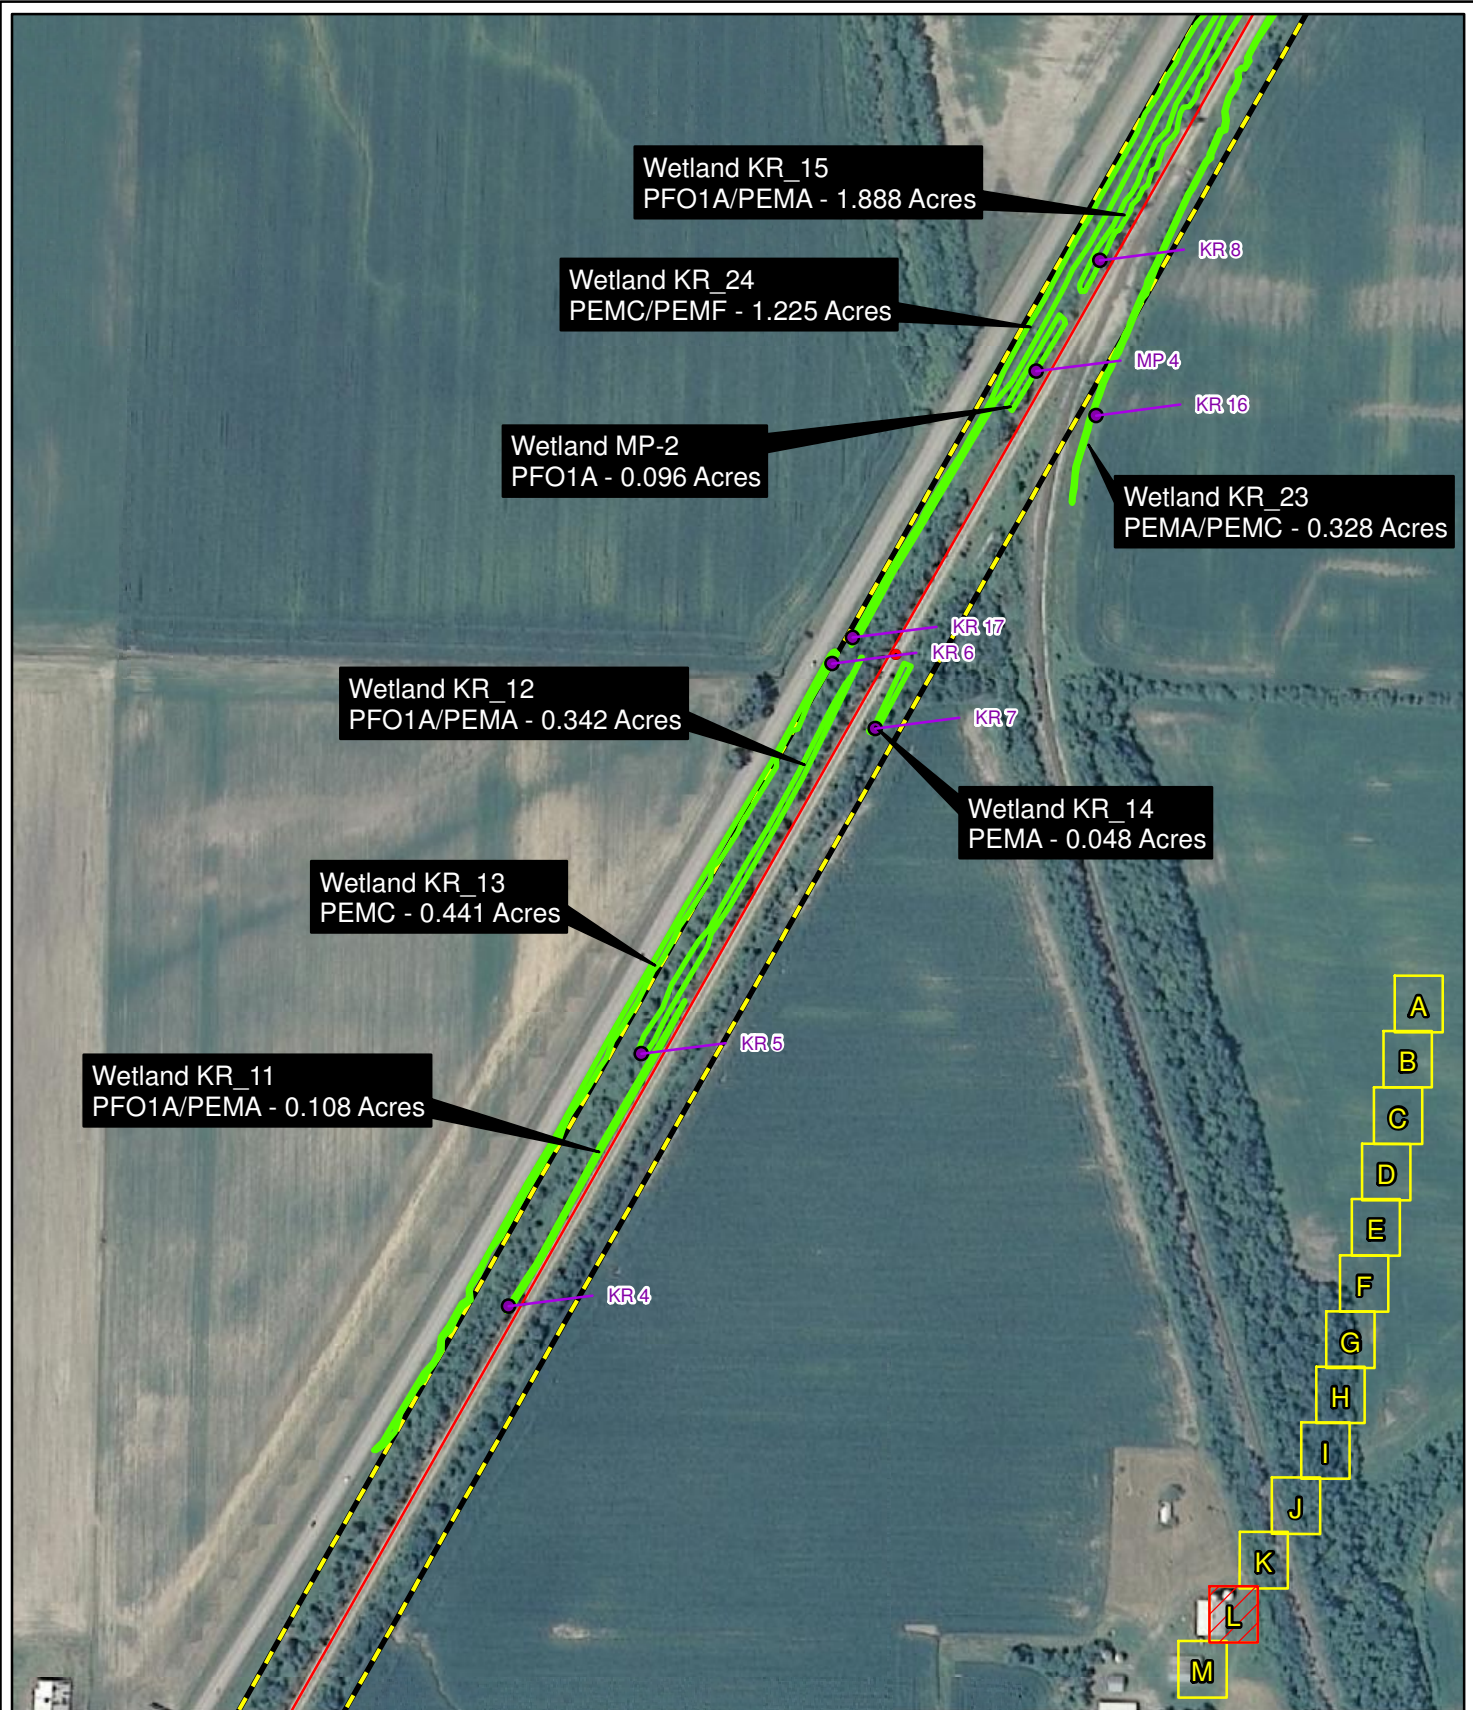 Wetland KR_15
PFO1A/PEMA - 1.888 Acres
KR 8
Wetland KR_24
PEMC/PEMF - 1.225 Acres
MP 4
KR 16
Wetland MP-2
PFO1A - 0.096 Acres
Wetland KR_23
PEMA/PEMC - 0.328 Acres
KR 17
KR 6
Wetland KR_12
PFO1A/PEMA - 0.342 Acres
KR 7
Wetland KR_14
PEMA - 0.048 Acres
Wetland KR_13
PEMC - 0.441 Acres
KR 5
Wetland KR_11
PFO1A/PEMA - 0.108 Acres
KR 4
A
B
C
D
E
F
G
H
I
J
K
L
M